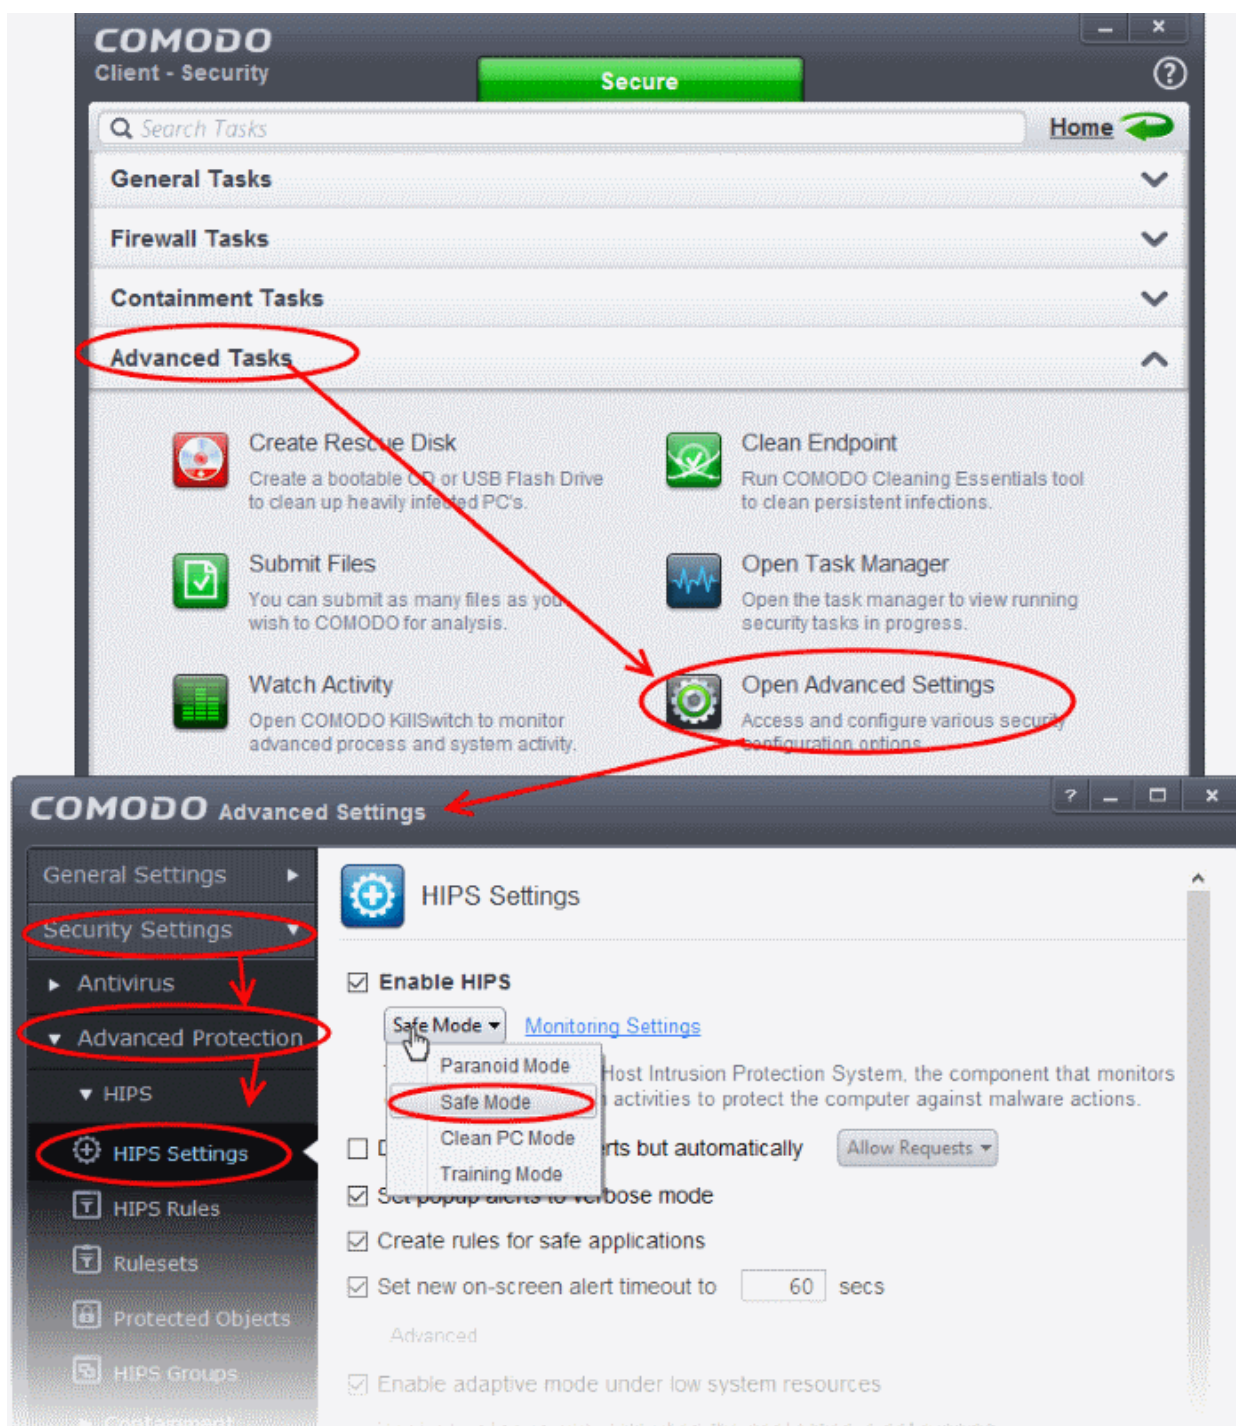 COMODO
Client - Security
Secure
Search Tasks
Home
General Tasks
Firewall Tasks
Containment Tasks
Advanced Tasks
Create Rescue Disk
Create a bootable CD or USB Flash Drive
to clean up heavily infected PC's.
Clean Endpoint
Run COMODO Cleaning Essentials tool
to clean persistent infections.
Submit Files
You can submit as many files as you
wish to COMODO for analysis.
Open Task Manager
Open the task manager to view running
security tasks in progress.
Watch Activity
Open COMODO KillSwitch to monitor
advanced process and system activity.
Open Advanced Settings
Access and configure various security
configuration options.
COMODO Advanced Settings
General Settings
Security Settings
Antivirus
Advanced Protection
HIPS
HIPS Settings
HIPS Rules
Rulesets
Protected Objects
HIPS Groups
Containment
HIPS Settings
Enable HIPS
Safe Mode
Monitoring Settings
Paranoid Mode
Safe Mode
Clean PC Mode
Training Mode
Host Intrusion Protection System, the component that monitors
activities to protect the computer against malware actions.
but automatically
Allow Requests
Set popup alerts to verbose mode
Create rules for safe applications
Set new on-screen alert timeout to 60 secs
Advanced
Enable adaptive mode under low system resources